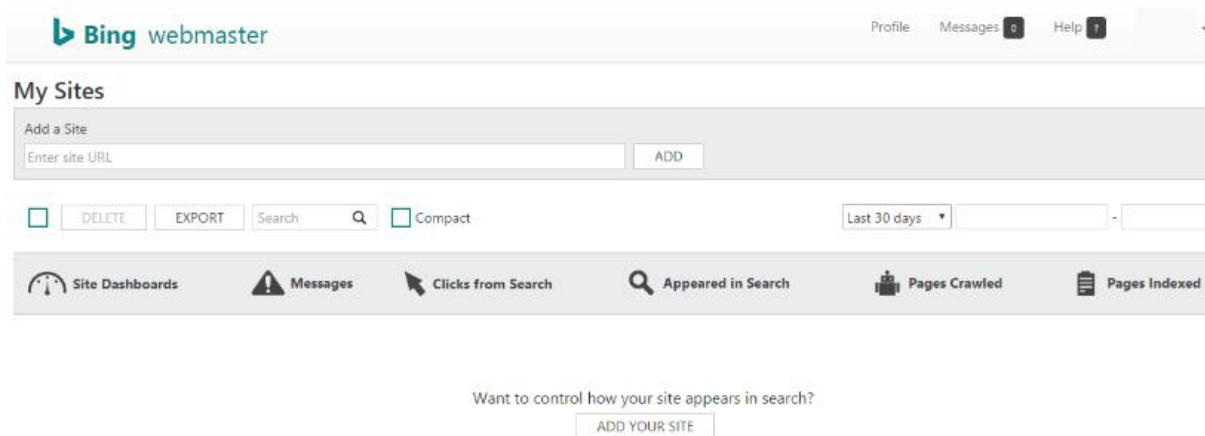 Bing webmaster Profile Messages 0 Help ?
My Sites
Add a Site
Enter site URL ADD
DELETE EXPORT Search Compact Last 30 days -
Site Dashboards Messages Clicks from Search Appeared in Search Pages Crawled Pages Indexed
Want to control how your site appears in search?
ADD YOUR SITE